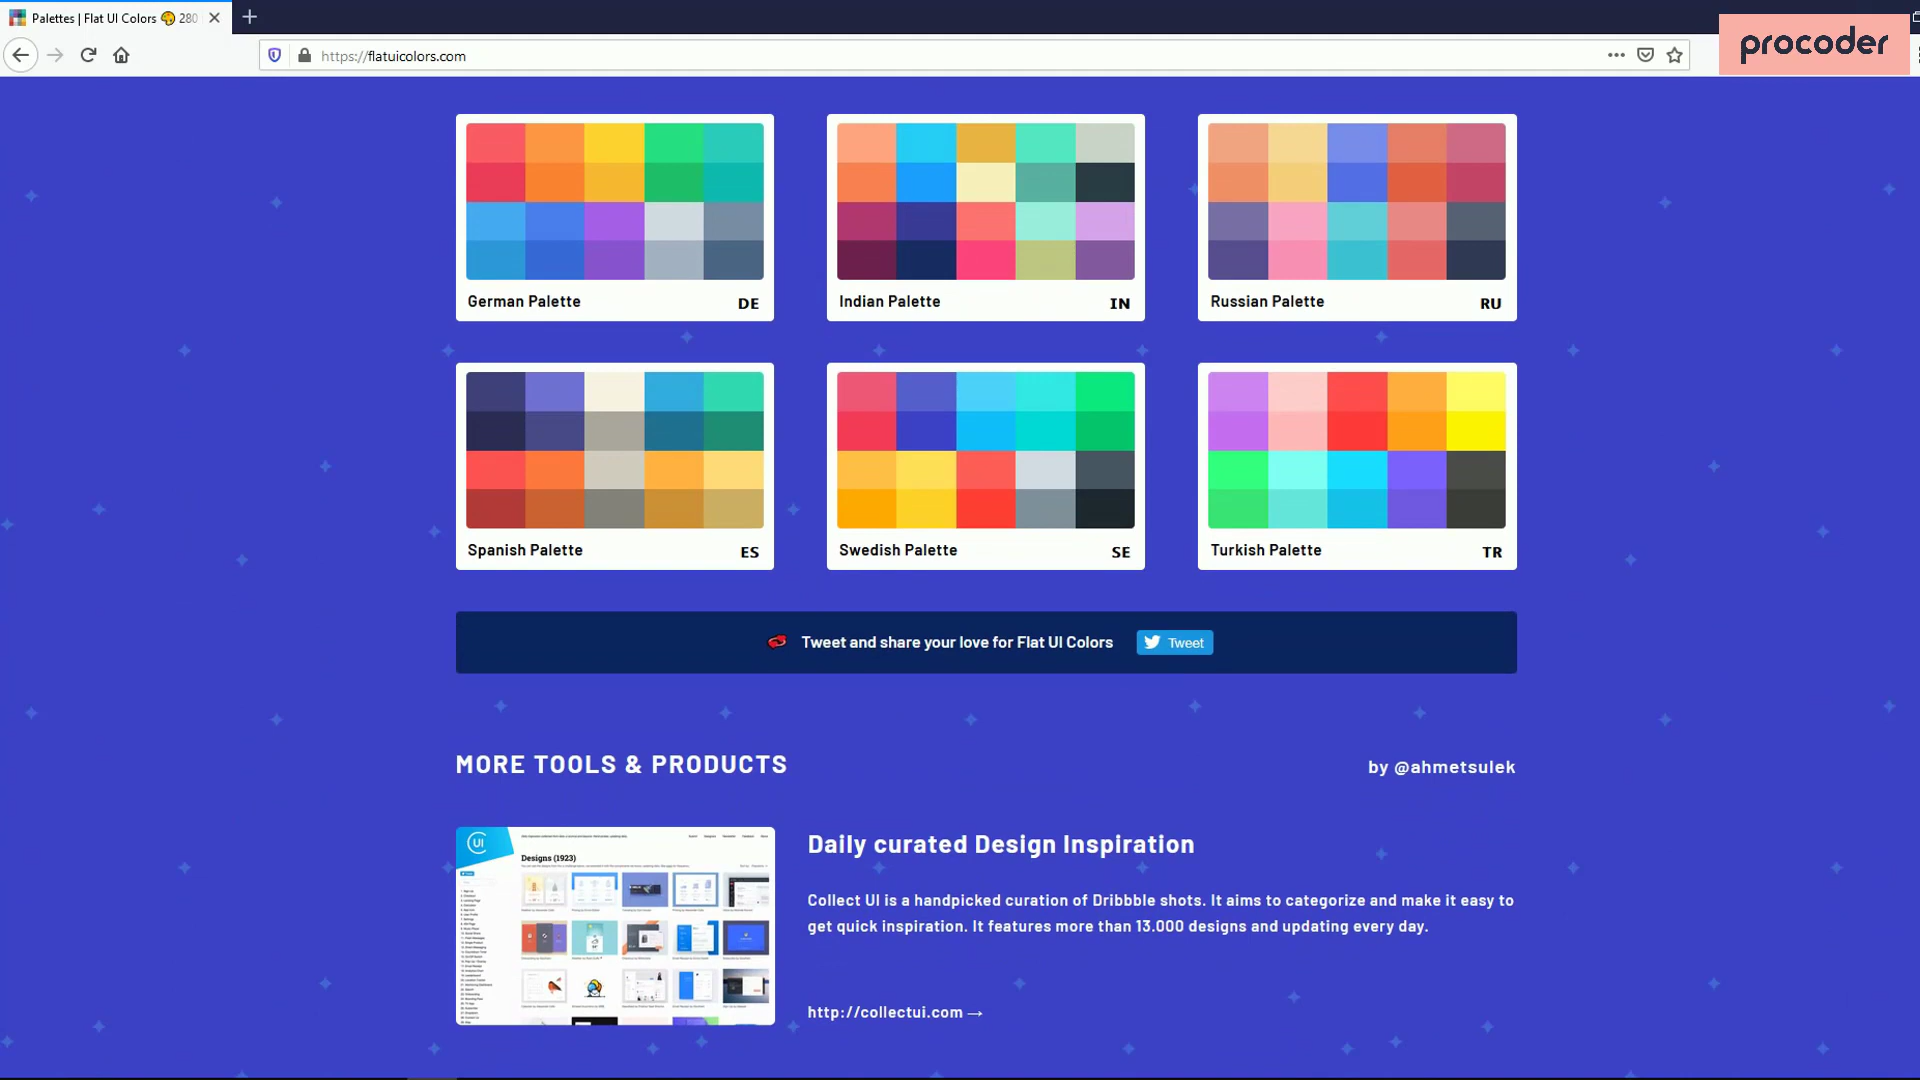 Palettes | Flat UI Colors 🎨 280
procoder
https://flatuicolors.com
German Palette DE
Indian Palette IN
Russian Palette RU
Spanish Palette ES
Swedish Palette SE
Turkish Palette TR
Tweet and share your love for Flat UI Colors Tweet
MORE TOOLS & PRODUCTS
by @ahmetsulek
UI
Designs (1923)
Daily curated Design Inspiration
Collect UI is a handpicked curation of Dribbble shots. It aims to categorize and make it easy to
get quick inspiration. It features more than 13.000 designs and updating every day.
http://collectui.com →